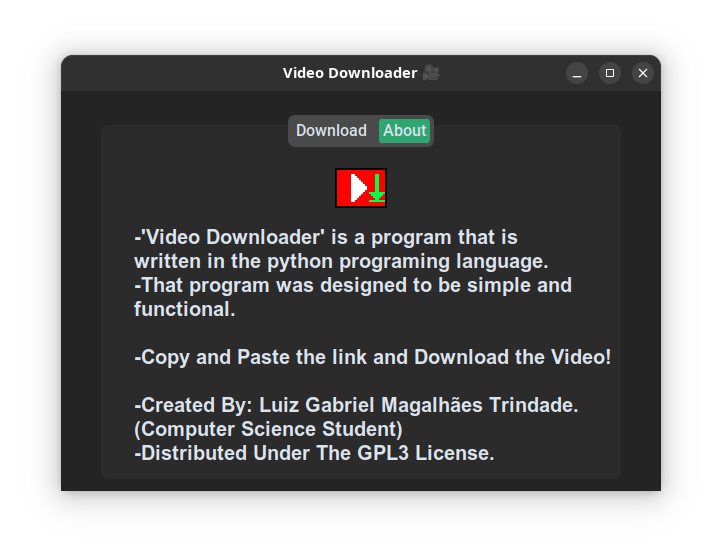 Video Downloader 🎥
Download About
-'Video Downloader' is a program that is
written in the python programing language.
-That program was designed to be simple and
functional.
-Copy and Paste the link and Download the Video!
-Created By: Luiz Gabriel Magalhães Trindade.
(Computer Science Student)
-Distributed Under The GPL3 License.